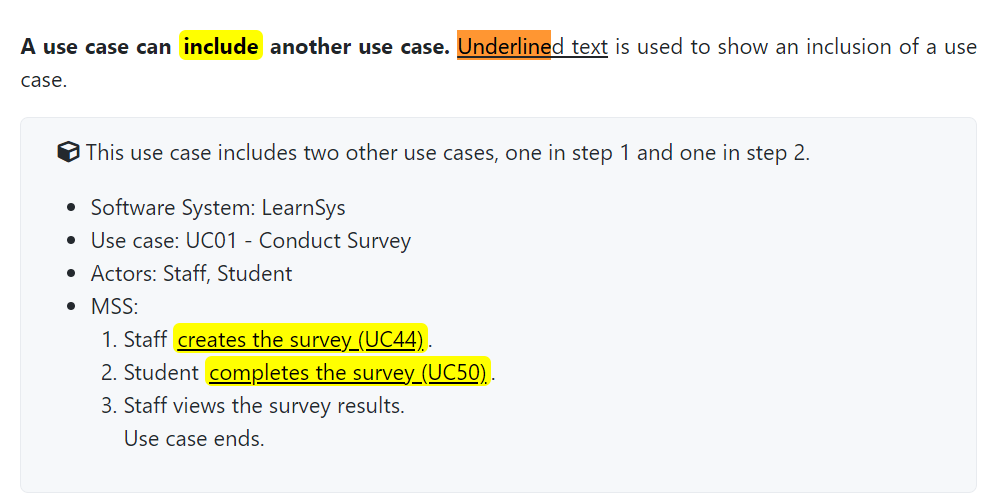 A use case can include another use case. Underlined text is used to show an inclusion of a use
case.
This use case includes two other use cases, one in step 1 and one in step 2.
• Software System: LearnSys
• Use case: UC01 - Conduct Survey
• Actors: Staff, Student
• MSS:
1. Staff creates the survey (UC44).
2. Student completes the survey (UC50).
3. Staff views the survey results.
Use case ends.